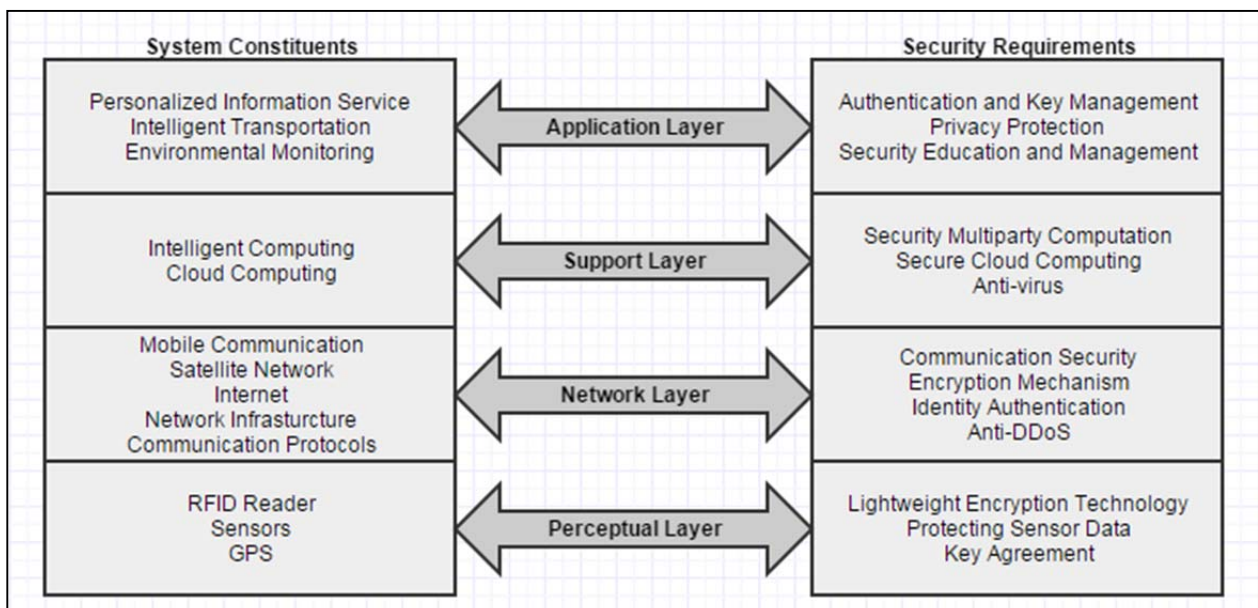 System Constituents
Security Requirements
Personalized Information Service
Intelligent Transportation
Environmental Monitoring
Application Layer
Authentication and Key Management
Privacy Protection
Security Education and Management
Intelligent Computing
Cloud Computing
Support Layer
Security Multiparty Computation
Secure Cloud Computing
Anti-virus
Mobile Communication
Satellite Network
Internet
Network Infrasturcture
Communication Protocols
Network Layer
Communication Security
Encryption Mechanism
Identity Authentication
Anti-DDoS
RFID Reader
Sensors
GPS
Perceptual Layer
Lightweight Encryption Technology
Protecting Sensor Data
Key Agreement